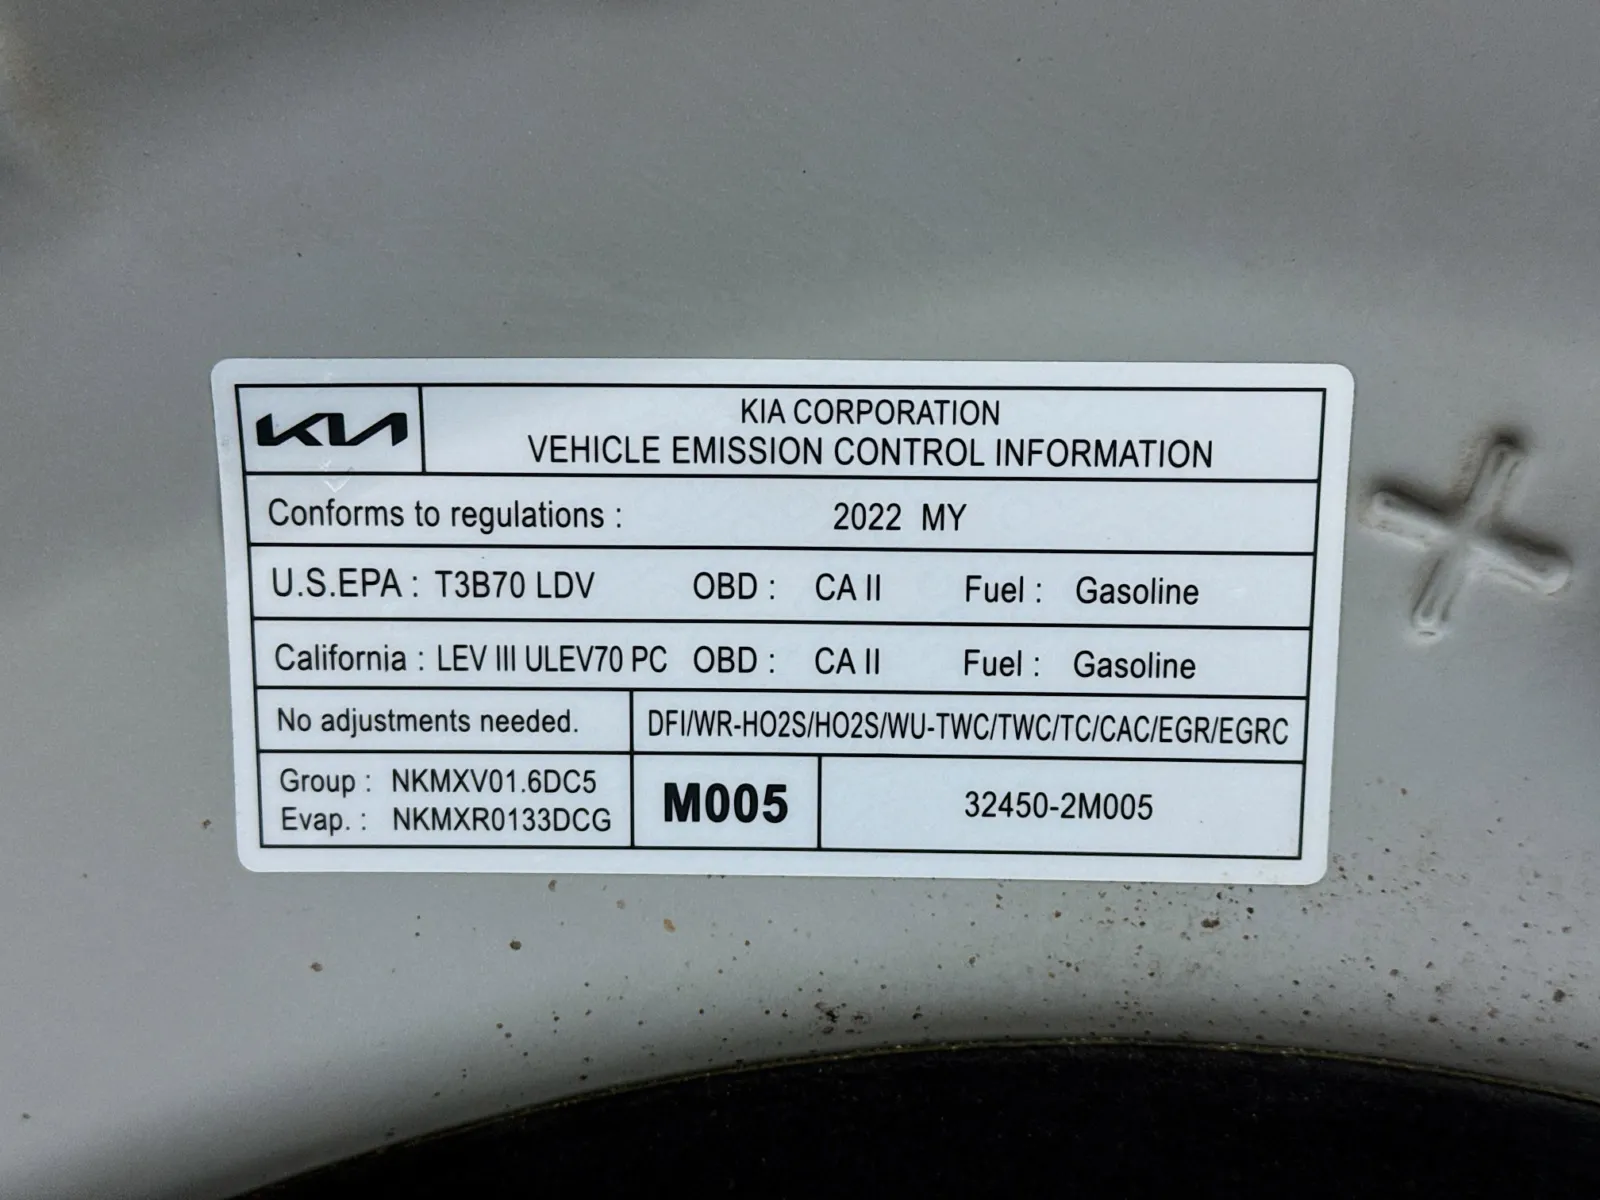 KIA
KIA CORPORATION
VEHICLE EMISSION CONTROL INFORMATION
Conforms to regulations : 2022 MY
U.S.EPA : T3B70 LDV OBD : CA II Fuel : Gasoline
California : LEV III ULEV70 PC OBD : CA II Fuel : Gasoline
No adjustments needed. DFI/WR-HO2S/HO2S/WU-TWC/TWC/TC/CAC/EGR/EGRC
Group : NKMXV01.6DC5
Evap. : NKMXR0133DCG
M005 32450-2M005